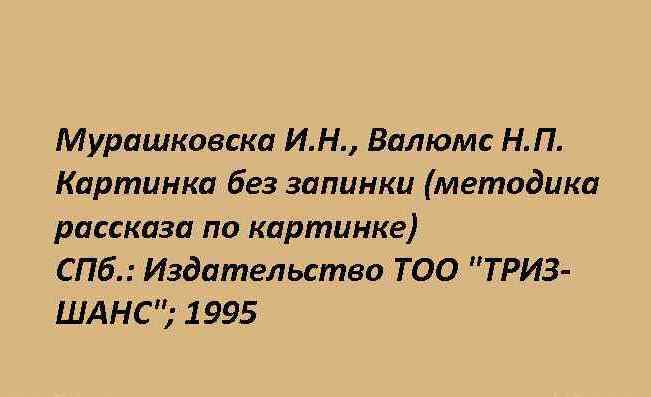 Мурашковска И.Н., Валюмс Н.П.
Картинка без запинки (методика
рассказа по картинке)
СПб.: Издательство ТОО "ТРИЗ-
ШАНС"; 1995